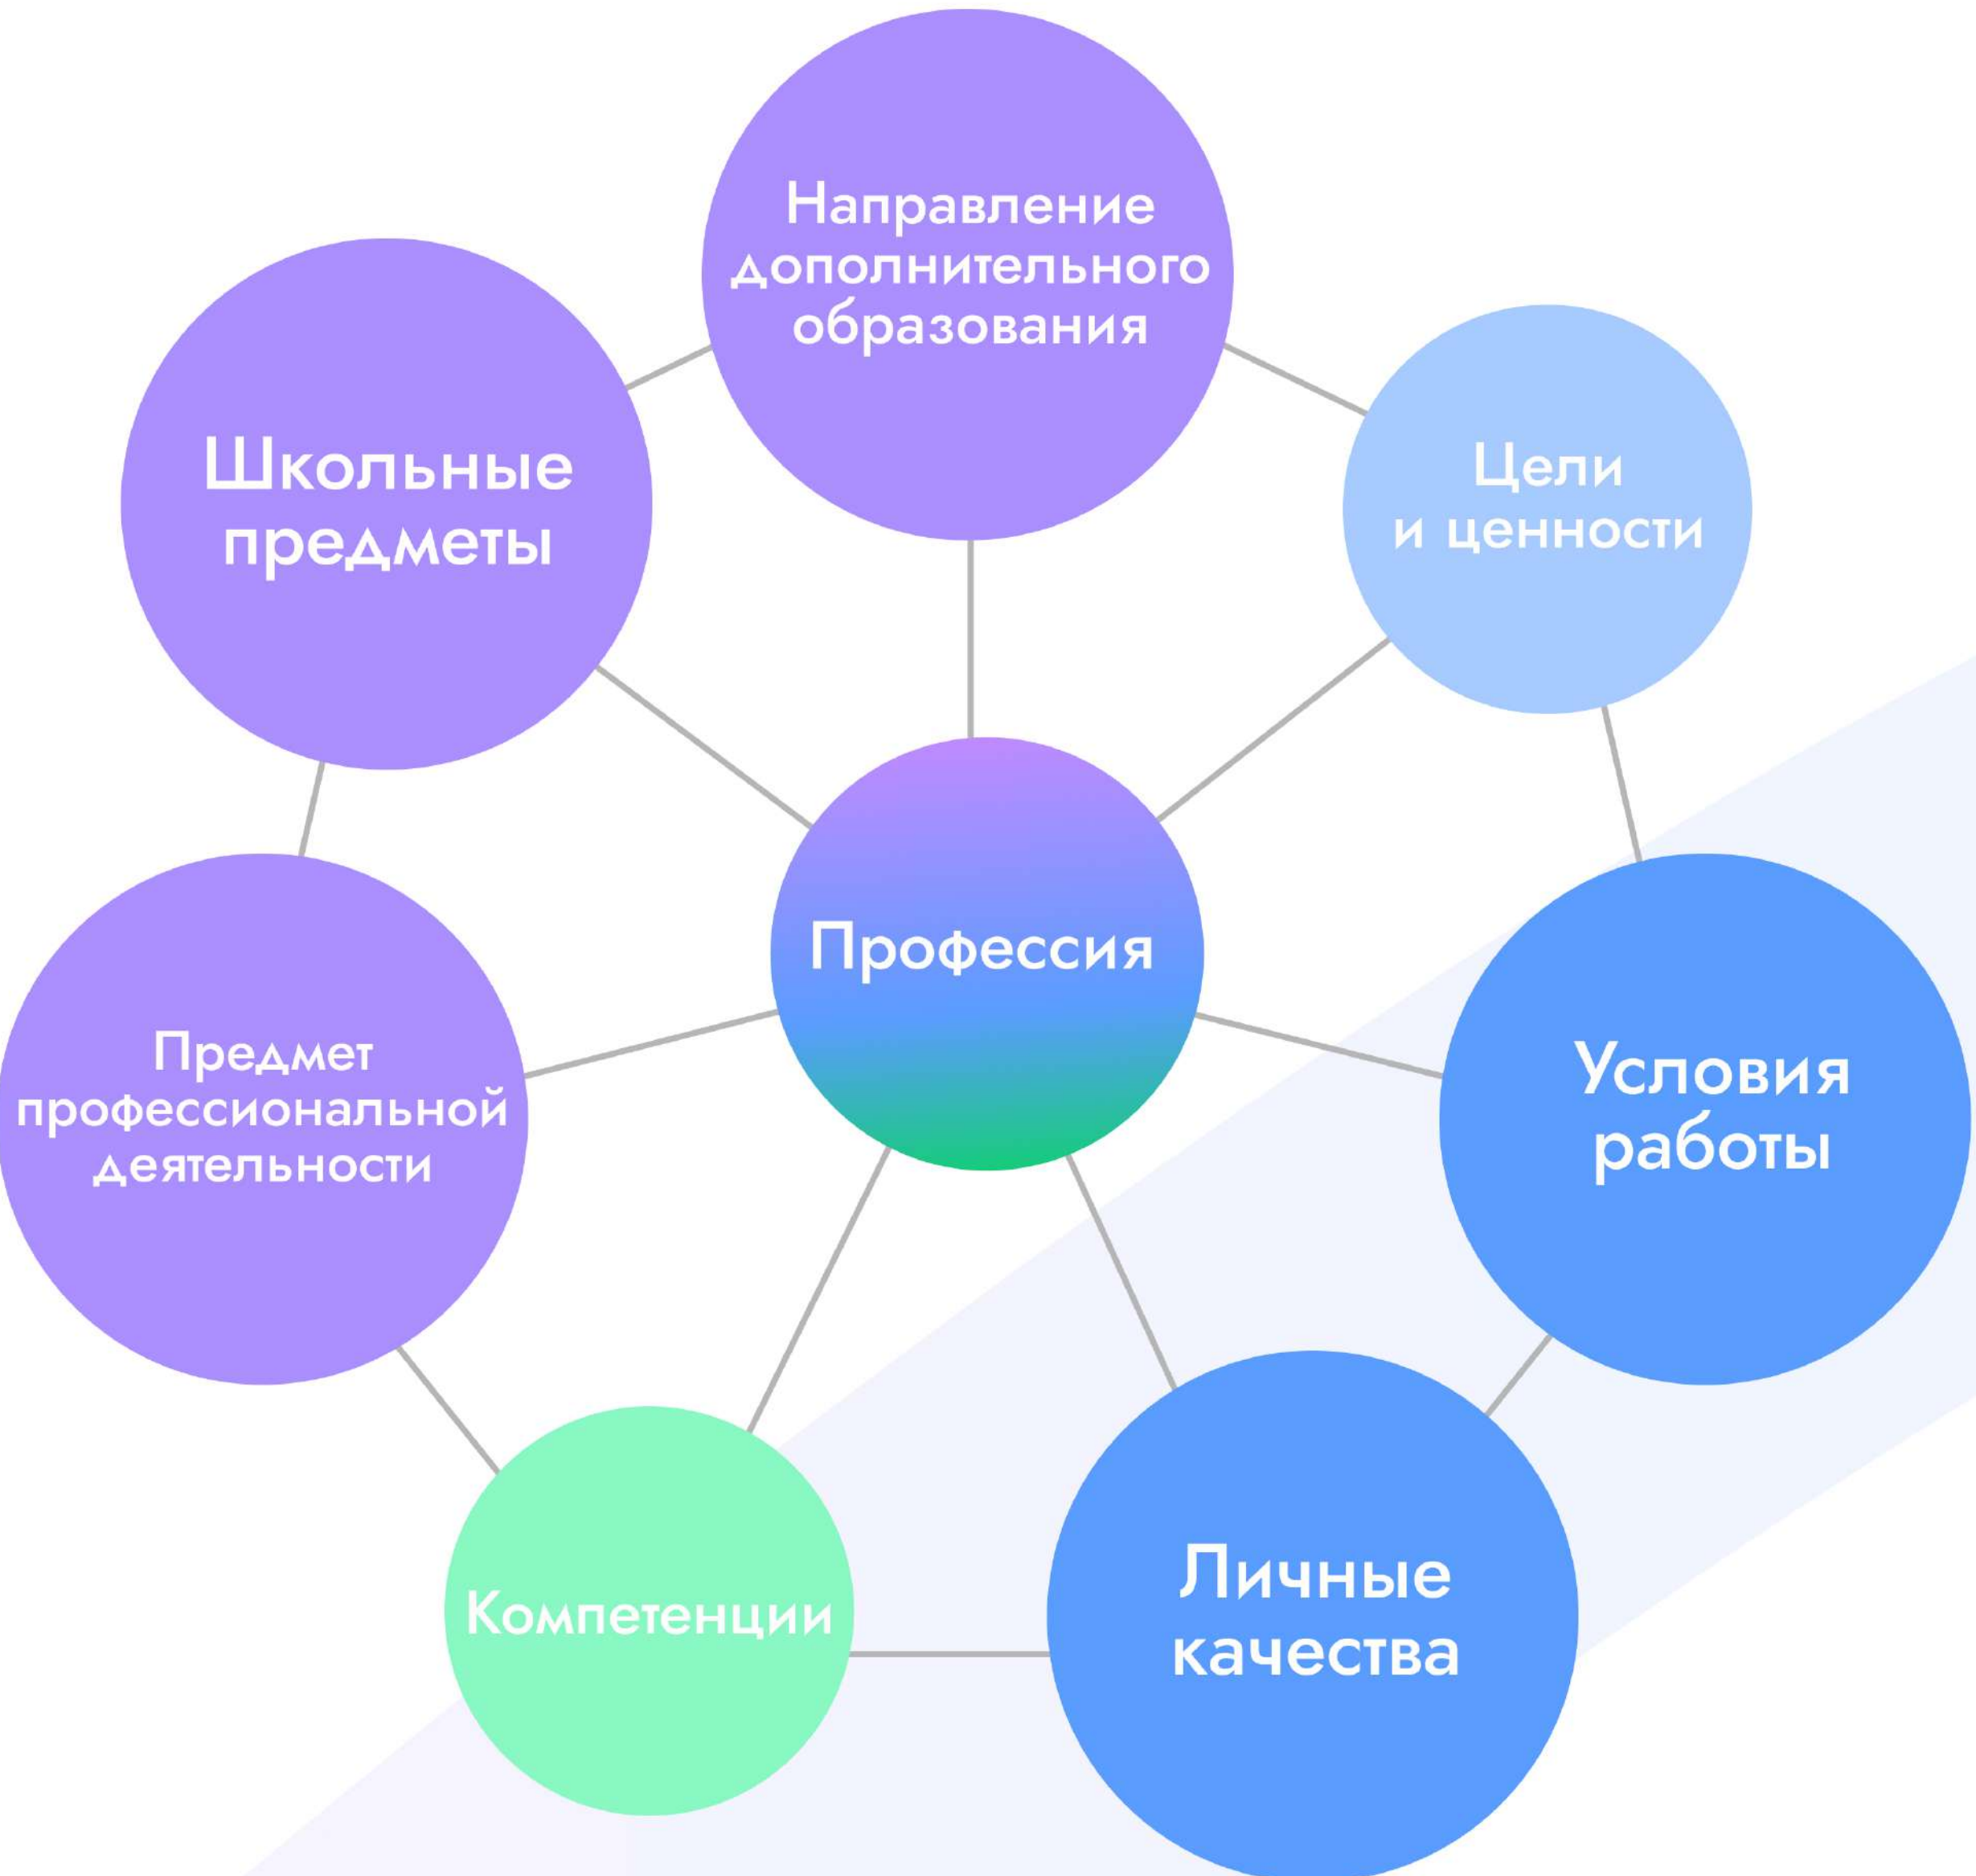 Направление
дополнительного
образования
Школьные
предметы
Цели
и ценности
Профессия
Предмет
профессиональной
деятельности
Условия
работы
Компетенции
Личные
качества